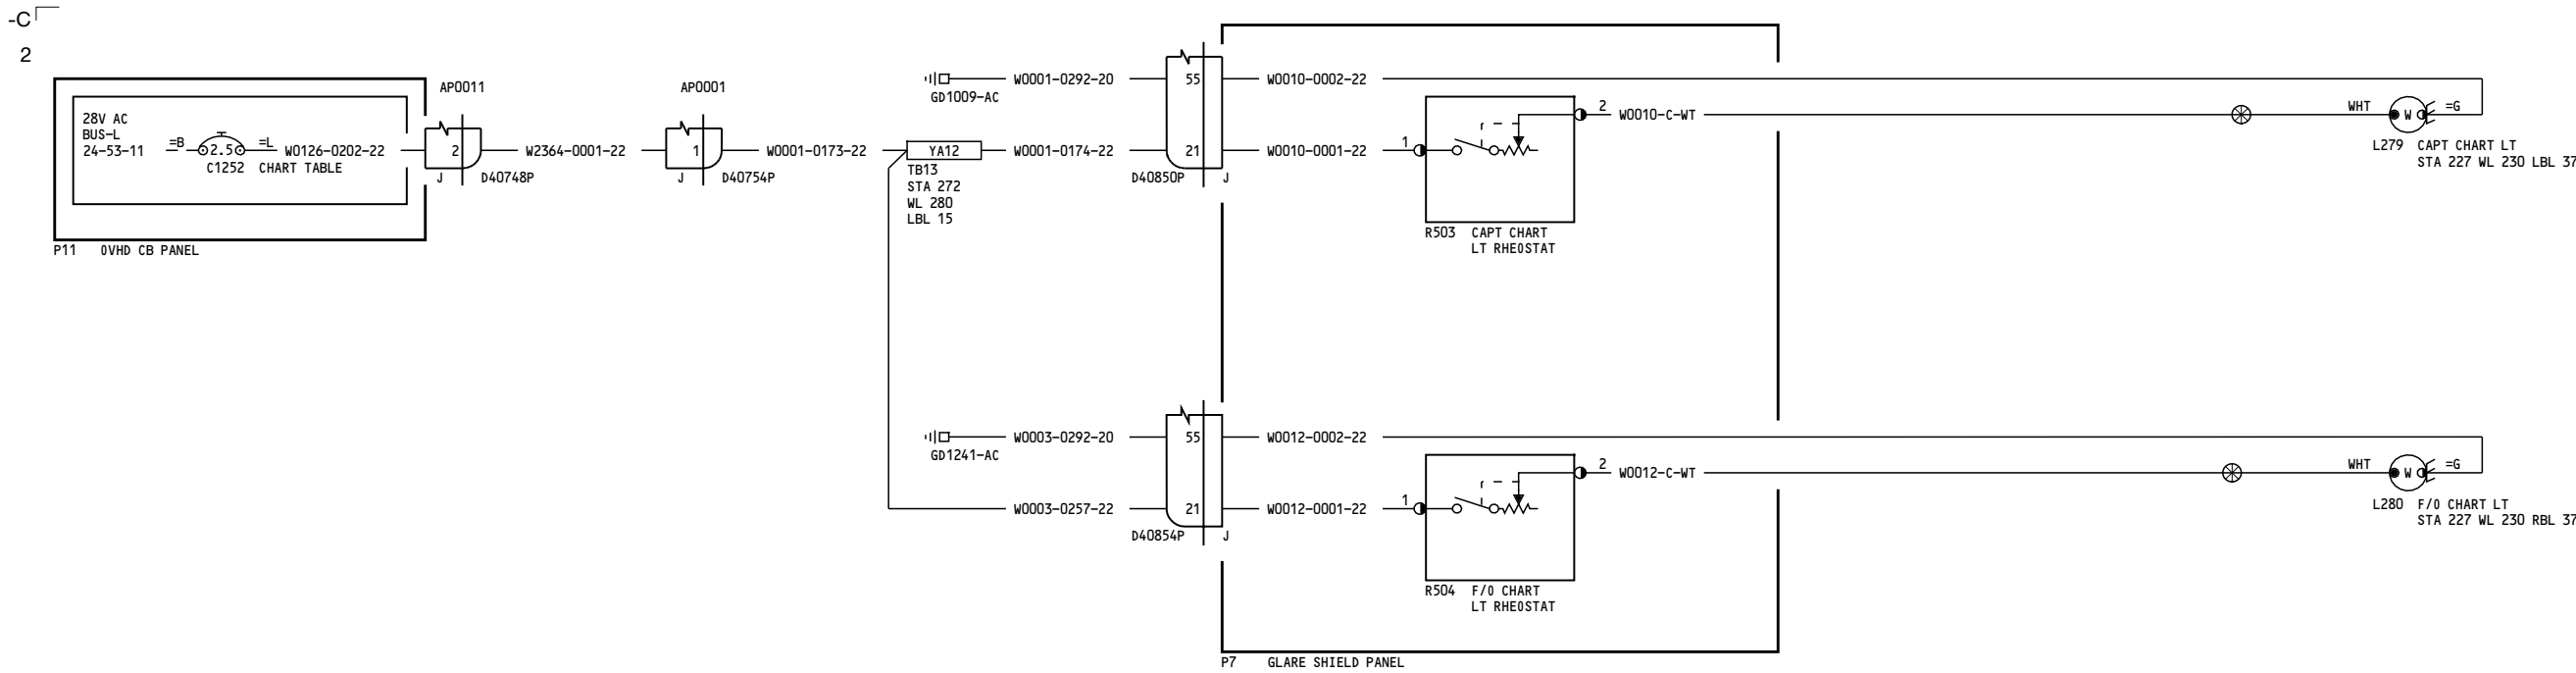 -C
2
AP0011
AP0001
28V AC
BUS-L
24-53-11
=B
2.5
=L
W0126-0202-22
C1252 CHART TABLE
2
J
D40748P
W2364-0001-22
1
J
D40754P
W0001-0173-22
P11 OVHD CB PANEL
YA12
TB13
STA 272
WL 280
LBL 15
GD1009-AC
W0001-0292-20
55
W0010-0002-22
W0001-0174-22
21
W0010-0001-22
D40850P
J
1
2
W0010-C-WT
R503 CAPT CHART
LT RHEOSTAT
WHT
W
=G
L279 CAPT CHART LT
STA 227 WL 230 LBL 37
GD1241-AC
W0003-0292-20
55
W0012-0002-22
W0003-0257-22
21
W0012-0001-22
D40854P
J
1
2
W0012-C-WT
R504 F/O CHART
LT RHEOSTAT
WHT
W
=G
L280 F/O CHART LT
STA 227 WL 230 RBL 37
P7 GLARE SHIELD PANEL